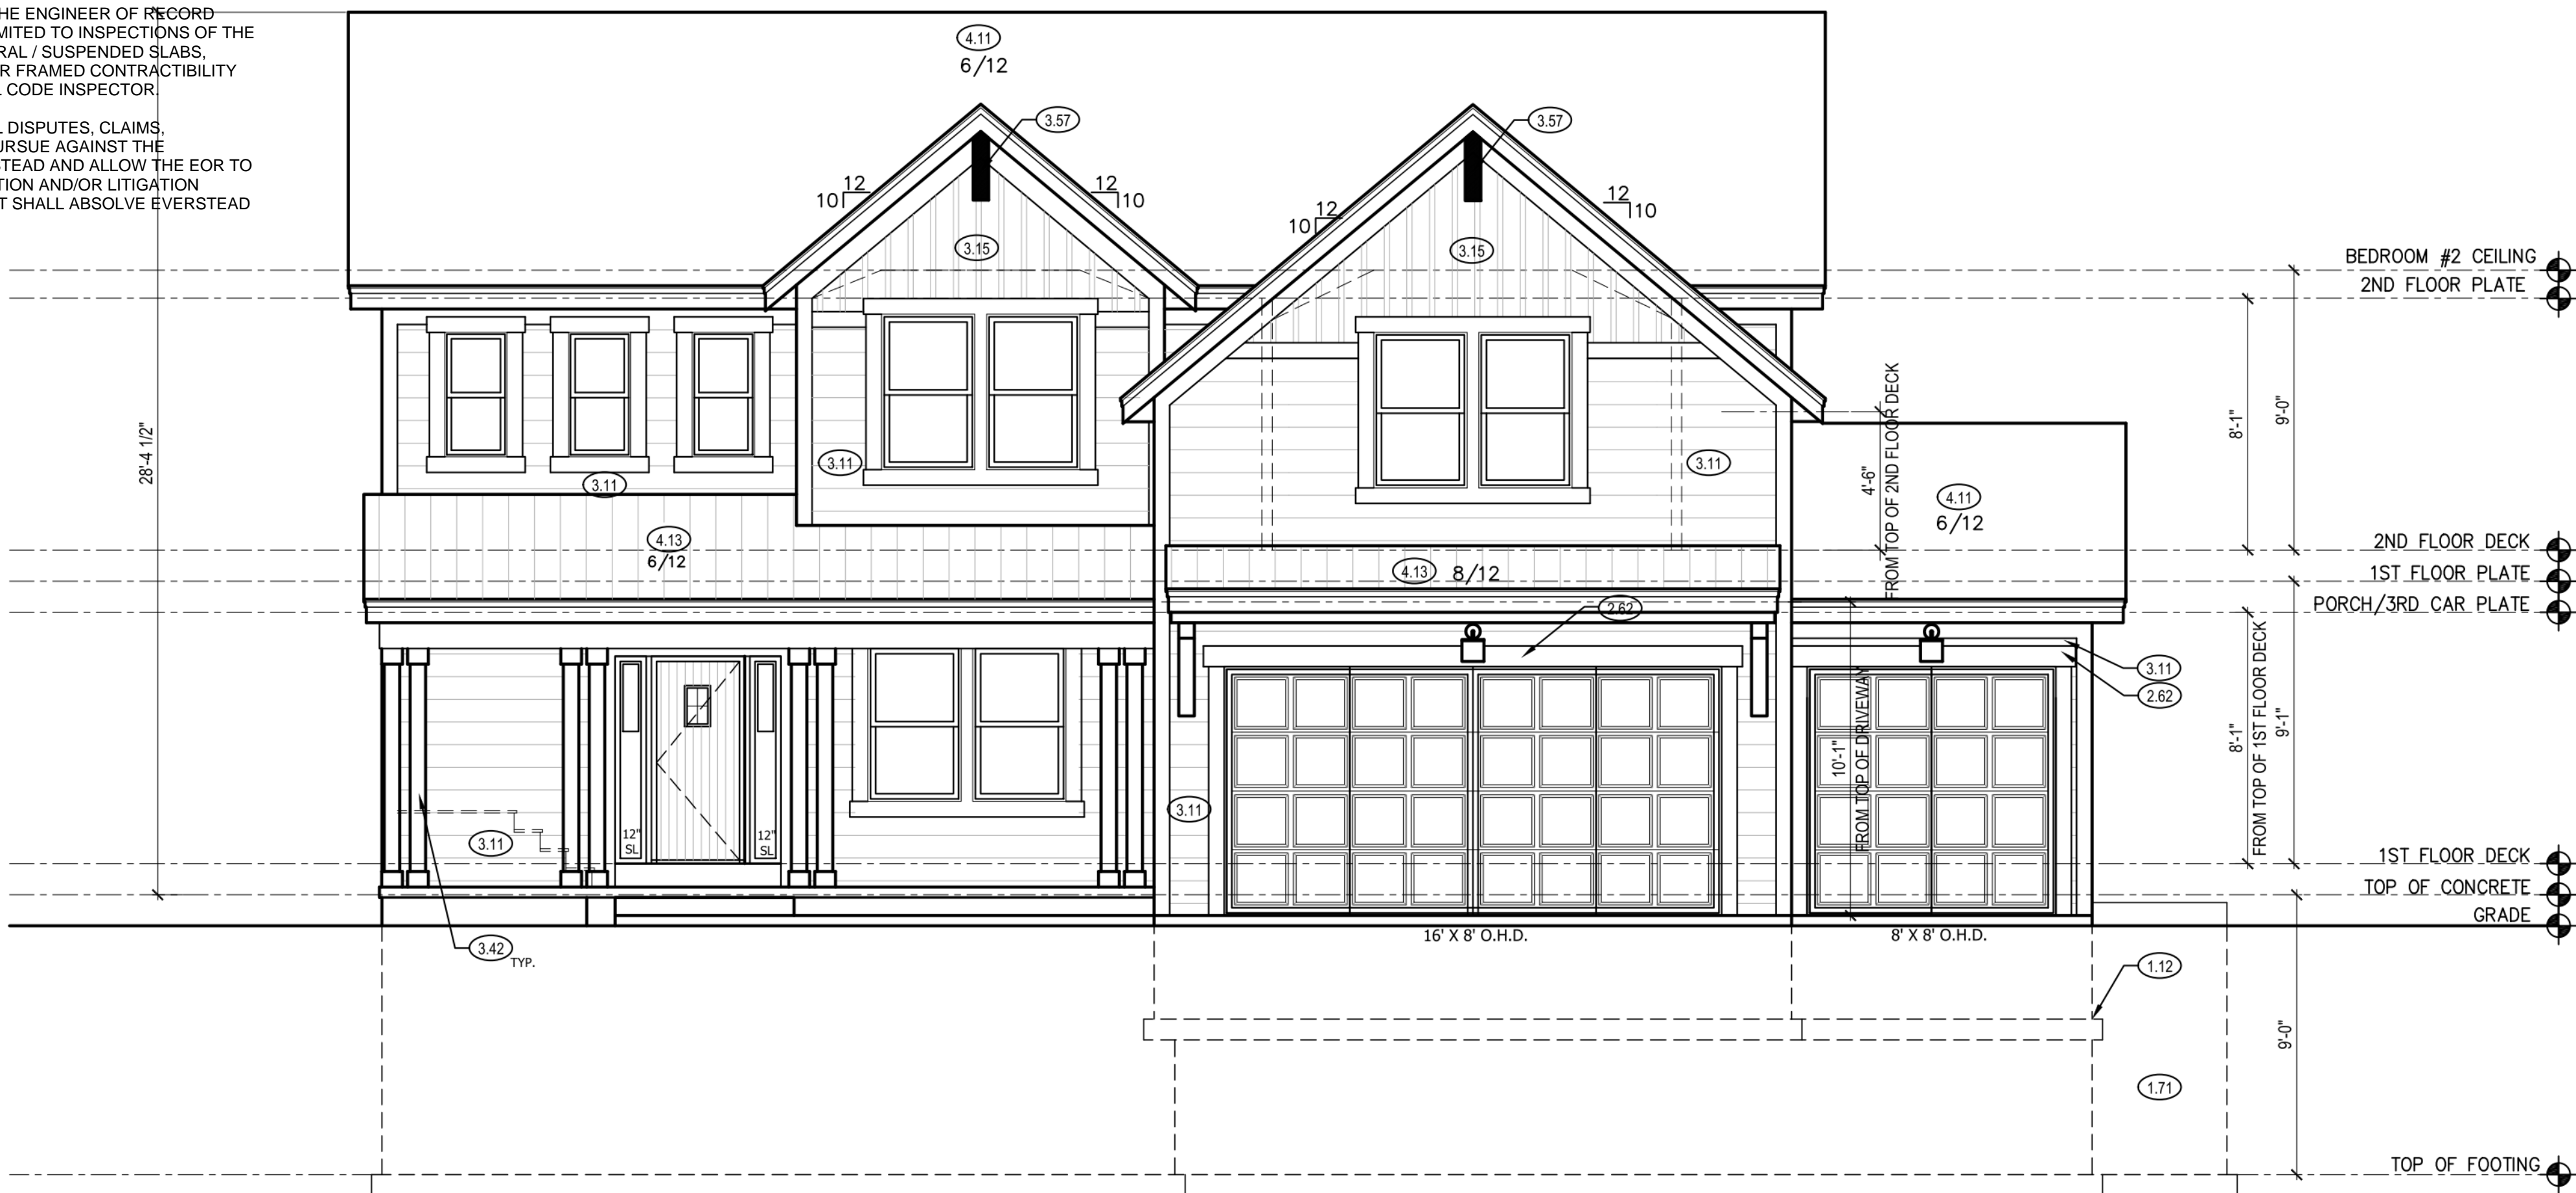 HE ENGINEER OF RECORD
MITED TO INSPECTIONS OF THE
RAL / SUSPENDED SLABS,
R FRAMED CONTRACTIBILITY
L CODE INSPECTOR.
L DISPUTES, CLAIMS,
URSUE AGAINST THE
STEAD AND ALLOW THE EOR TO
TION AND/OR LITIGATION
T SHALL ABSOLVE EVERSTEAD
4.11
6/12
3.57
3.57
12
10
12
10
12
10
12
10
3.15
3.15
BEDROOM #2 CEILING
2ND FLOOR PLATE
28'-4 1/2"
3.11
3.11
3.11
4'-6"
FROM TOP OF 2ND FLOOR DECK
8'-1"
9'-0"
4.11
6/12
4.13
6/12
4.13 8/12
2ND FLOOR DECK
1ST FLOOR PLATE
PORCH/3RD CAR PLATE
2.62
3.11
2.62
10'-1"
FROM TOP OF DRIVEWAY
8'-1"
FROM TOP OF 1ST FLOOR DECK
9'-1"
3.11
3.11
12"
SL
12"
SL
1ST FLOOR DECK
TOP OF CONCRETE
GRADE
3.42 TYP.
16' X 8' O.H.D.
8' X 8' O.H.D.
1.12
9'-0"
1.71
TOP OF FOOTING